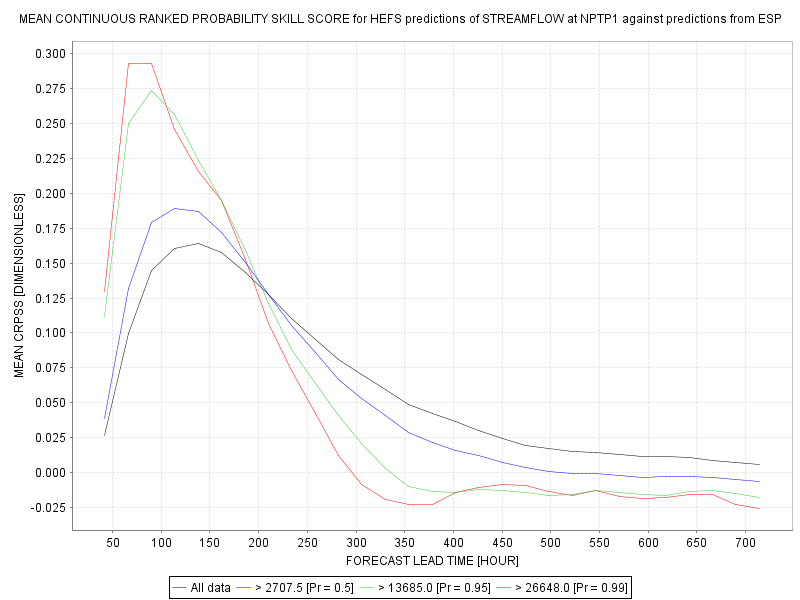 MEAN CONTINUOUS RANKED PROBABILITY SKILL SCORE for HEFS predictions of STREAMFLOW at NPTP1 against predictions from ESP
0.300
0.275
0.250
0.225
0.200
0.175
0.150
0.125
0.100
0.075
0.050
0.025
0.000
-0.025
MEAN CRPSS [DIMENSIONLESS]
50 100 150 200 250 300 350 400 450 500 550 600 650 700
FORECAST LEAD TIME [HOUR]
All data > 2707.5 [Pr = 0.5] > 13685.0 [Pr = 0.95] > 26648.0 [Pr = 0.99]